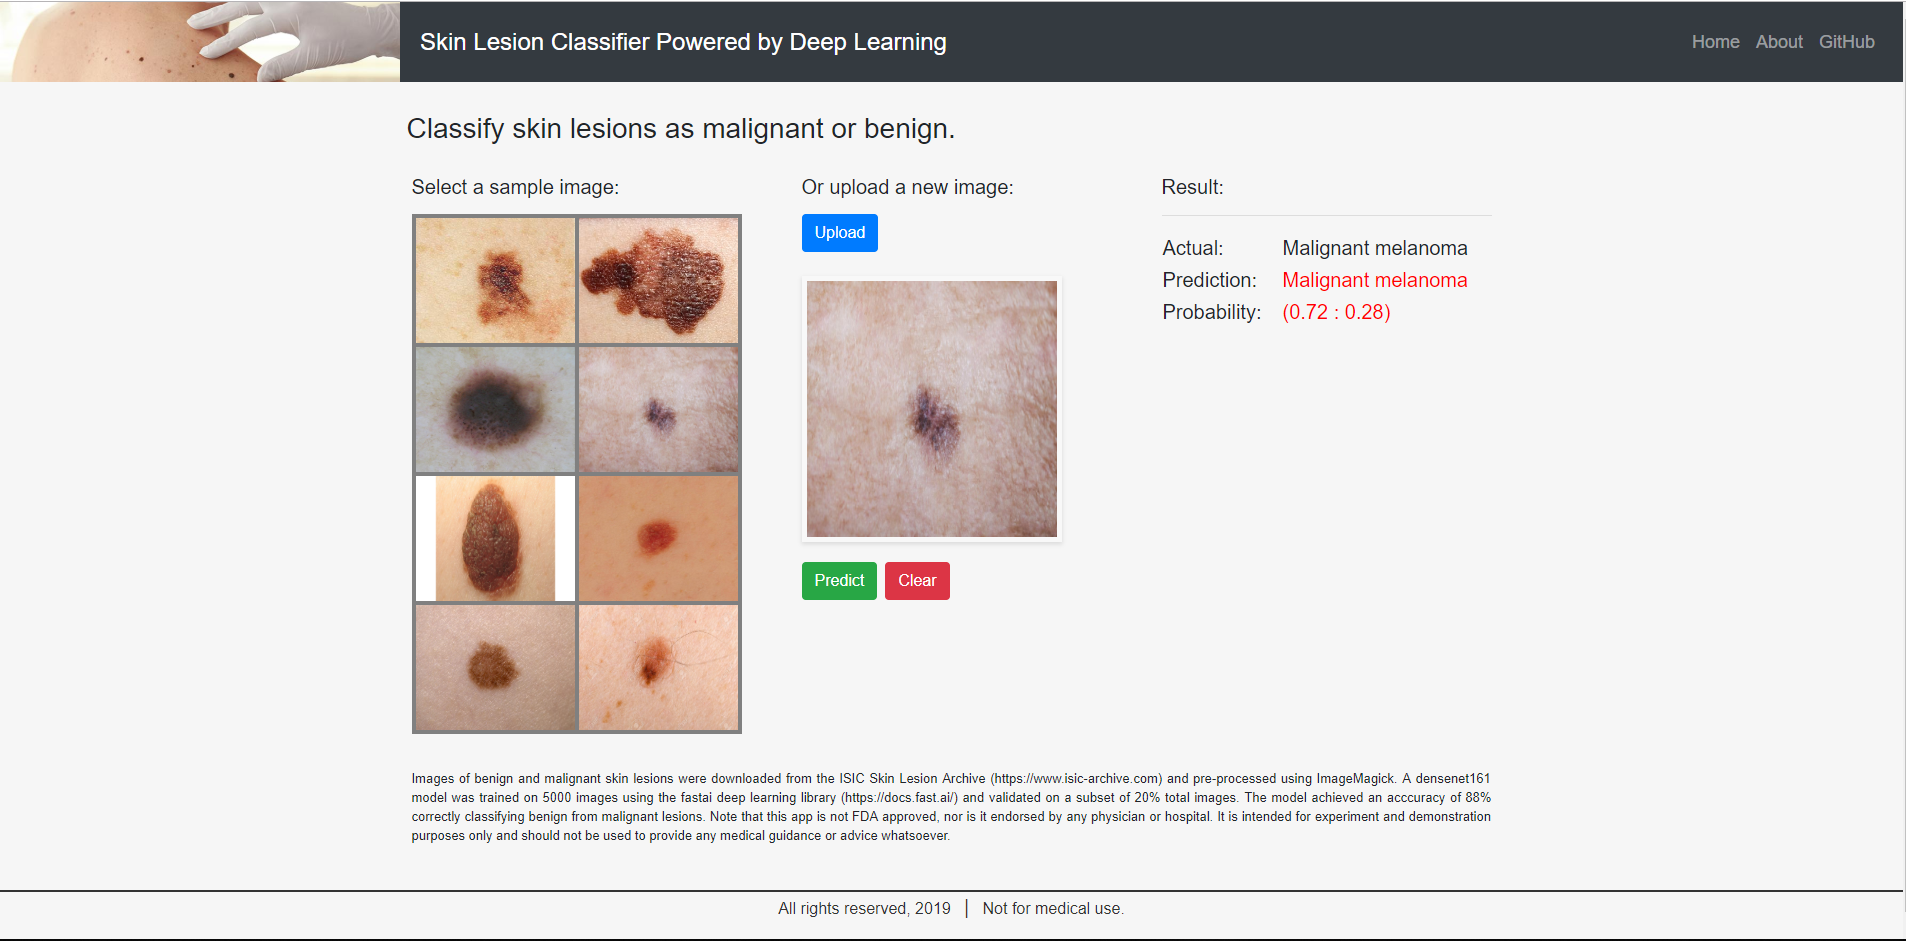 Skin Lesion Classifier Powered by Deep Learning
Home About GitHub
Classify skin lesions as malignant or benign.
Select a sample image:
Or upload a new image:
Upload
Predict Clear
Result:
Actual: Malignant melanoma
Prediction: Malignant melanoma
Probability: (0.72 : 0.28)
Images of benign and malignant skin lesions were downloaded from the ISIC Skin Lesion Archive (https://www.isic-archive.com) and pre-processed using ImageMagick. A densenet161
model was trained on 5000 images using the fastai deep learning library (https://docs.fast.ai/) and validated on a subset of 20% total images. The model achieved an acccuracy of 88%
correctly classifying benign from malignant lesions. Note that this app is not FDA approved, nor is it endorsed by any physician or hospital. It is intended for experiment and demonstration
purposes only and should not be used to provide any medical guidance or advice whatsoever.
All rights reserved, 2019 | Not for medical use.